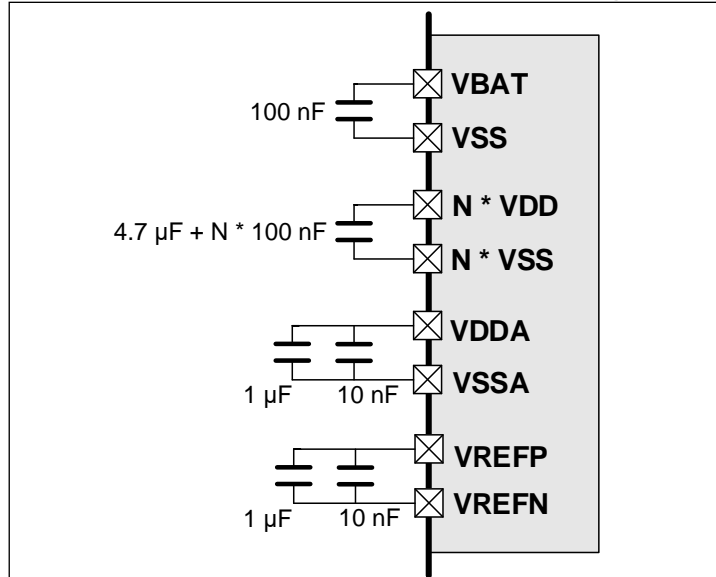 VBAT
100 nF
VSS
N * VDD
4.7 µF + N * 100 nF
N * VSS
VDDA
VSSA
1 µF
10 nF
VREFP
VREFN
1 µF
10 nF